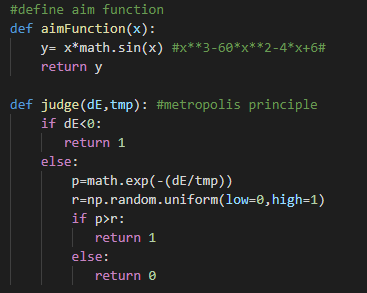 #define aim function
def aimFunction(x):
    y= x*math.sin(x) #x**3-60*x**2-4*x+6#
    return y

def judge(dE,tmp): #metropolis principle
    if dE<0:
       return 1
    else:
        p=math.exp(-(dE/tmp))
        r=np.random.uniform(low=0,high=1)
        if p>r:
           return 1
        else:
           return 0